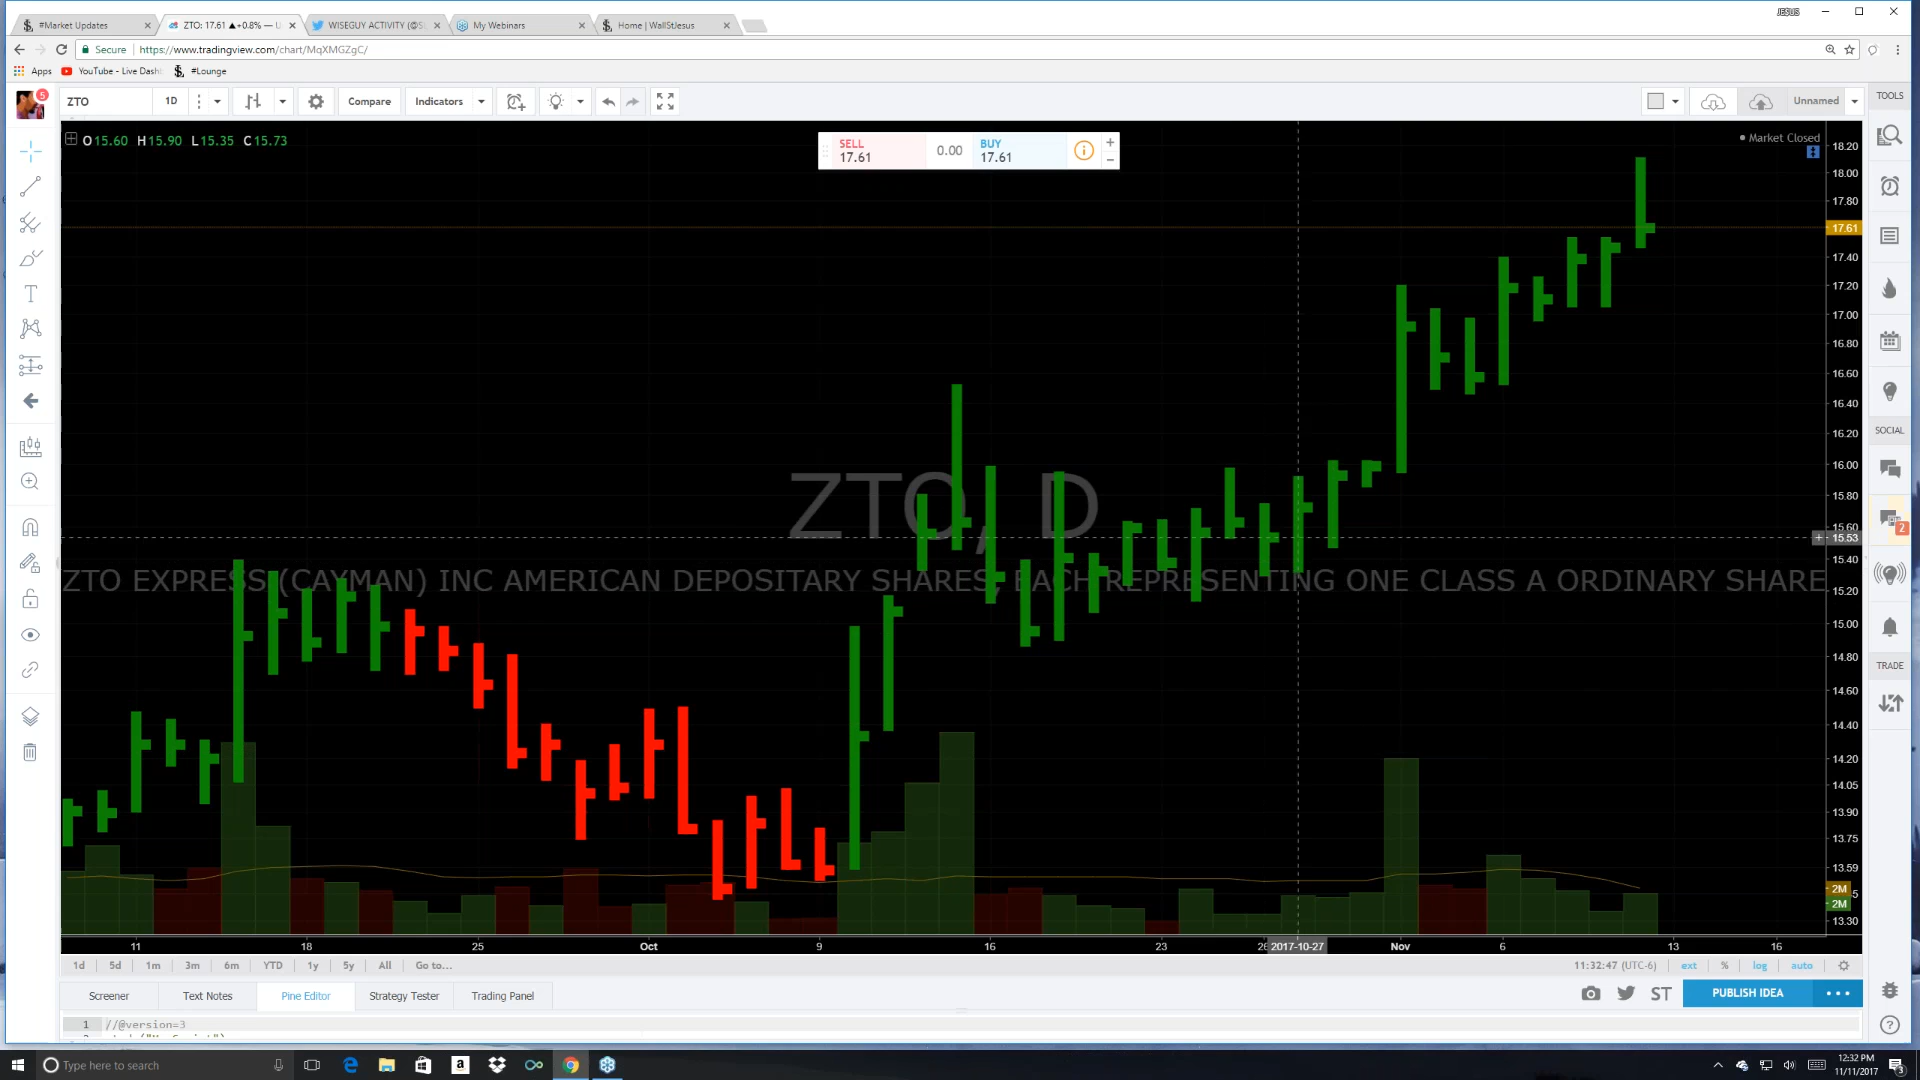 JESUS
#Market Updates
ZTO: 17.61 ▲+0.8% — U
WISEGUY ACTIVITY (@SL
My Webinars
Home | WallStJesus
Secure
https://www.tradingview.com/chart/MqXMGZgC/
Apps
YouTube - Live Dash
#Lounge
5
ZTO
1D
Compare
Indicators
Unnamed
TOOLS
O15.60 H15.90 L15.35 C15.73
SELL
17.61
0.00
BUY
17.61
Market Closed
18.20
18.00
17.80
17.61
17.40
17.20
17.00
16.80
16.60
16.40
16.20
16.00
15.80
15.60
15.53
15.40
15.20
15.00
14.80
14.60
14.40
14.20
14.05
13.90
13.75
13.59
2M
2M
13.30
ZTO, D
ZTO EXPRESS (CAYMAN) INC AMERICAN DEPOSITARY SHARES, EACH REPRESENTING ONE CLASS A ORDINARY SHARE
SOCIAL
2
TRADE
11
18
25
Oct
9
16
23
2017-10-27
Nov
6
13
16
1d 5d 1m 3m 6m YTD 1y 5y All Go to...
11:32:47 (UTC-6) ext % log auto
Screener
Text Notes
Pine Editor
Strategy Tester
Trading Panel
ST
PUBLISH IDEA
1 //@version=3
Type here to search
12:32 PM
11/11/2017
3